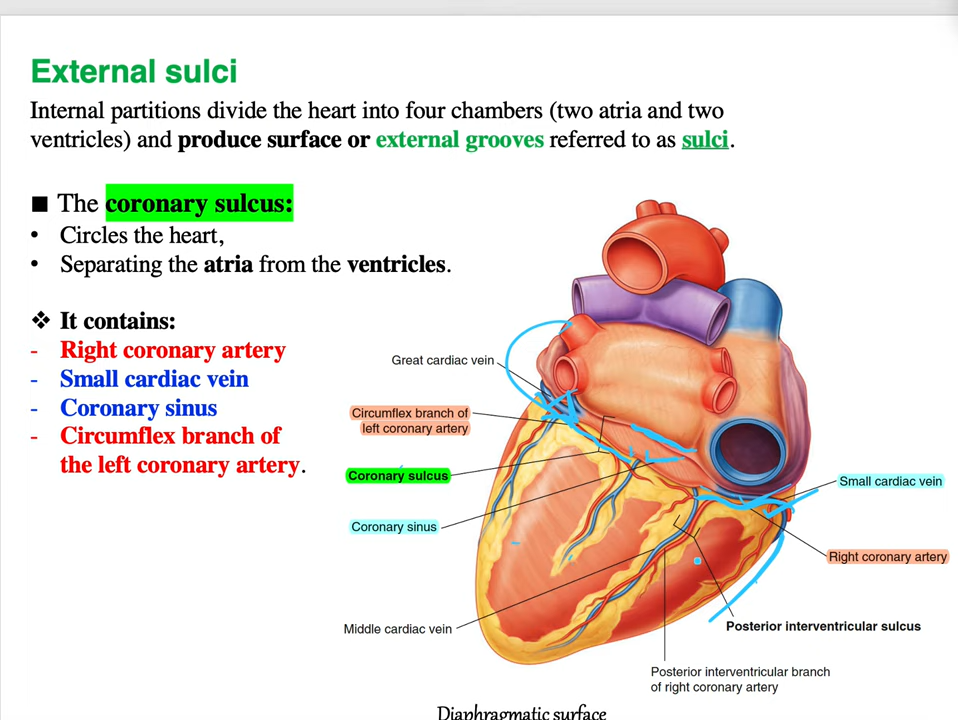 External sulci
Internal partitions divide the heart into four chambers (two atria and two
ventricles) and produce surface or external grooves referred to as sulci.
■ The coronary sulcus:
• Circles the heart,
• Separating the atria from the ventricles.
❖ It contains:
- Right coronary artery
- Small cardiac vein
- Coronary sinus
- Circumflex branch of
the left coronary artery.
Great cardiac vein
Circumflex branch of
left coronary artery
Coronary sulcus
Coronary sinus
Middle cardiac vein
Small cardiac vein
Right coronary artery
Posterior interventricular sulcus
Posterior interventricular branch
of right coronary artery
Diaphragmatic surface